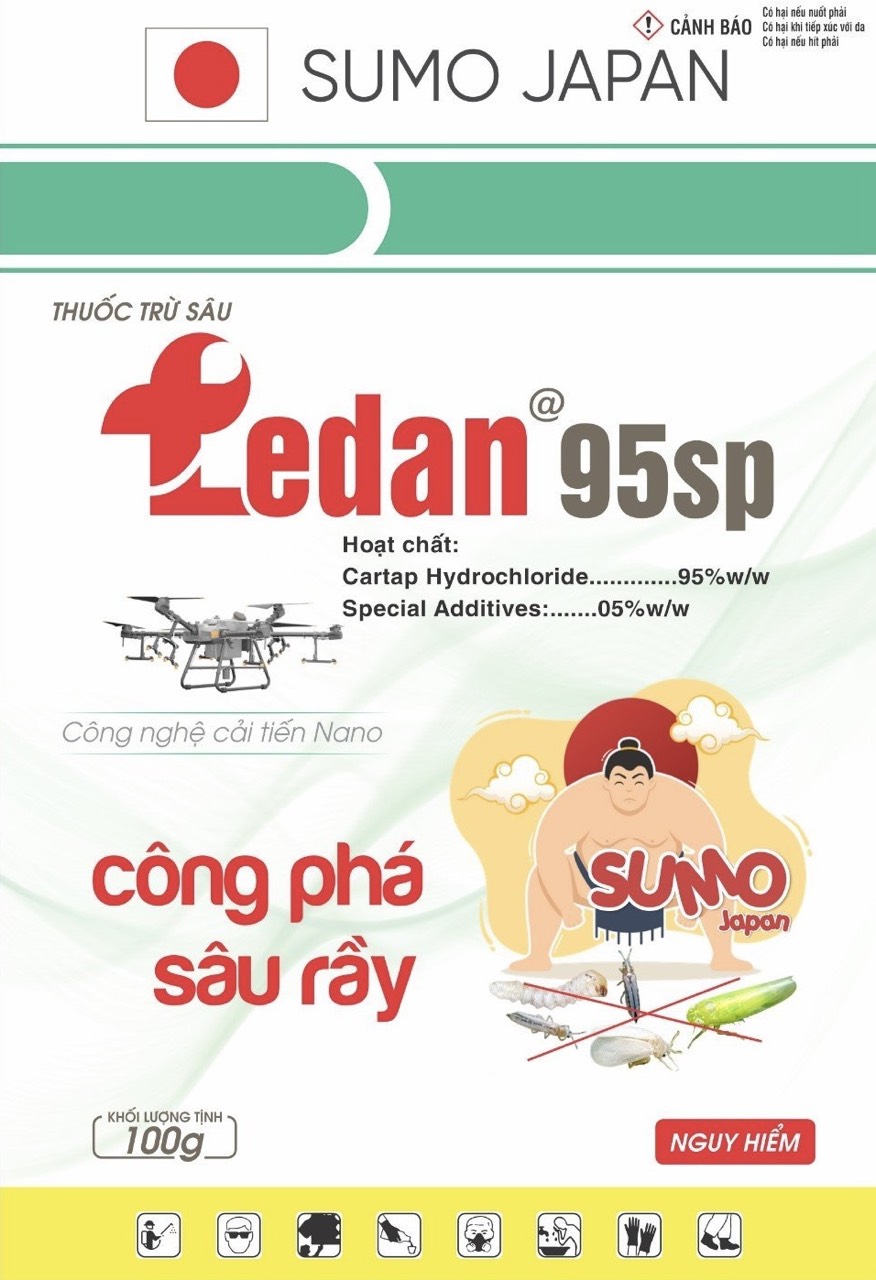 CẢNH BÁO
Có hại nếu nuốt phải
Có hại khi tiếp xúc với da
Có hại nếu hít phải
SUMO JAPAN
THUỐC TRỪ SÂU
Ledan@ 95sp
Hoạt chất:
Cartap Hydrochloride.............95%w/w
Special Additives:.......05%w/w
Công nghệ cải tiến Nano
công phá
sâu rầy
SUMO
Japan
KHỐI LƯỢNG TỊNH
100g
NGUY HIỂM